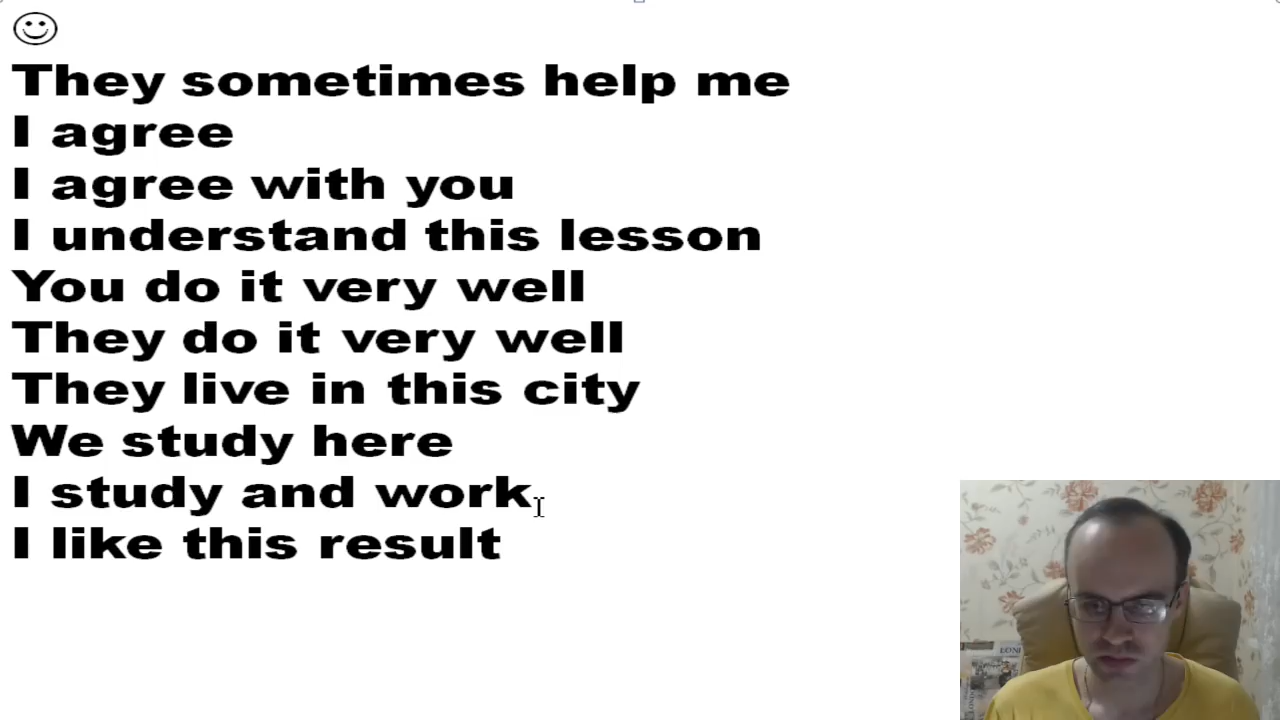 They sometimes help me
I agree
I agree with you
I understand this lesson
You do it very well
They do it very well
They live in this city
We study here
I study and work
I like this result